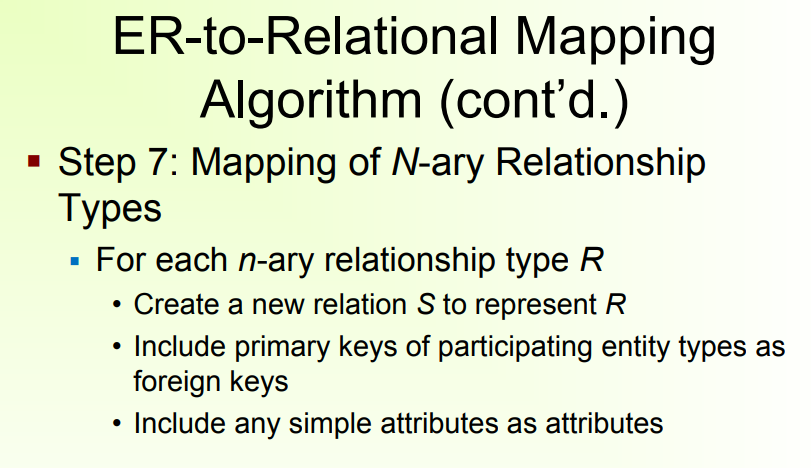 ER-to-Relational Mapping
Algorithm (cont’d.)
▪ Step 7: Mapping of N-ary Relationship
Types
▪ For each n-ary relationship type R
• Create a new relation S to represent R
• Include primary keys of participating entity types as
foreign keys
• Include any simple attributes as attributes